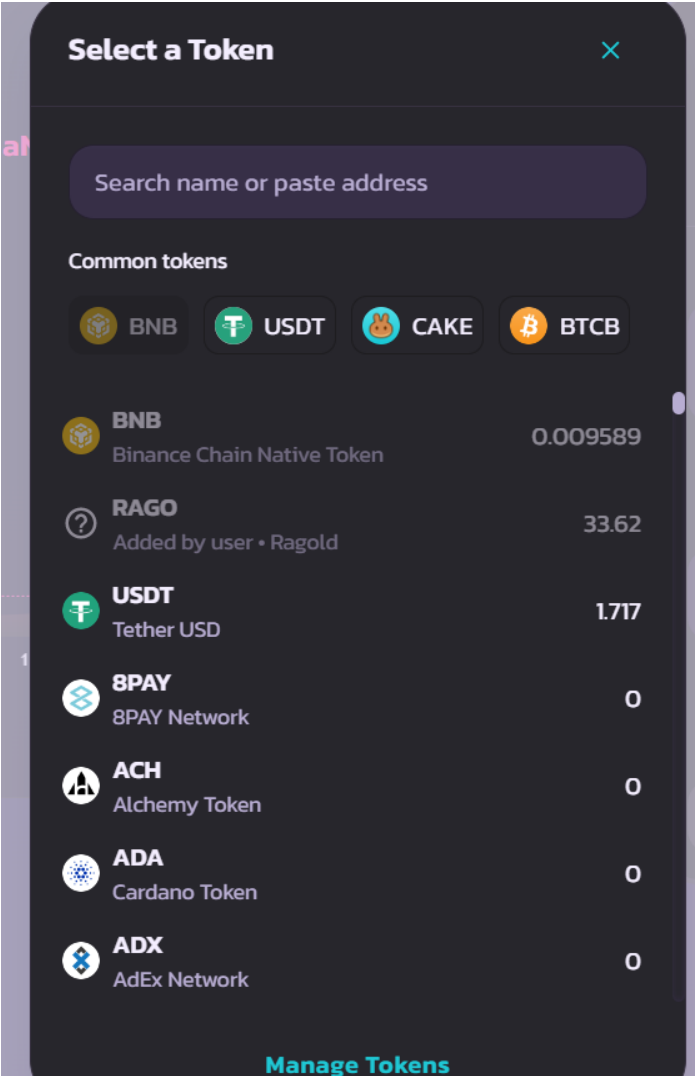 Select a Token
Search name or paste address
Common tokens
BNB
USDT
CAKE
BTCB
BNB
0.009589
Binance Chain Native Token
RAGO
33.62
Added by user • Ragold
USDT
1.717
Tether USD
8PAY
0
8PAY Network
ACH
0
Alchemy Token
ADA
0
Cardano Token
ADX
0
AdEx Network
Manage Tokens